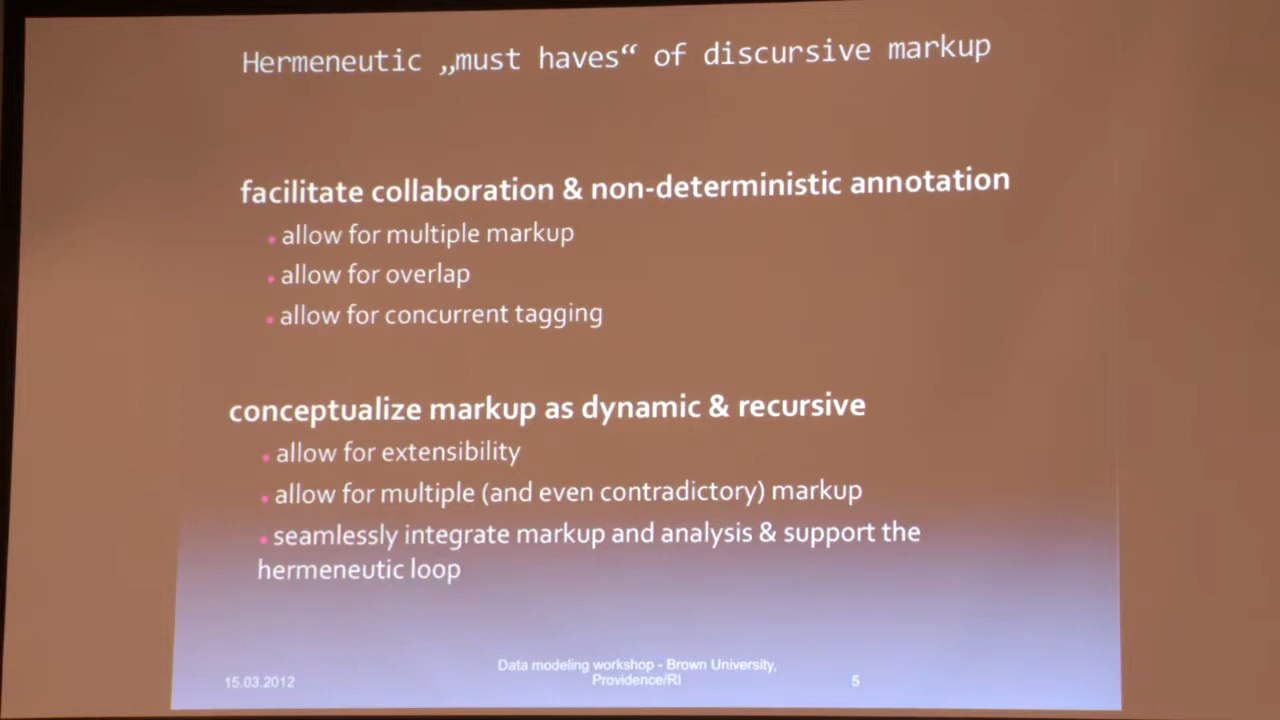 Hermeneutic „must haves“ of discursive markup
facilitate collaboration & non-deterministic annotation
• allow for multiple markup
• allow for overlap
• allow for concurrent tagging
conceptualize markup as dynamic & recursive
• allow for extensibility
• allow for multiple (and even contradictory) markup
• seamlessly integrate markup and analysis & support the
hermeneutic loop
15.03.2012
Data modeling workshop - Brown University,
Providence/RI
5